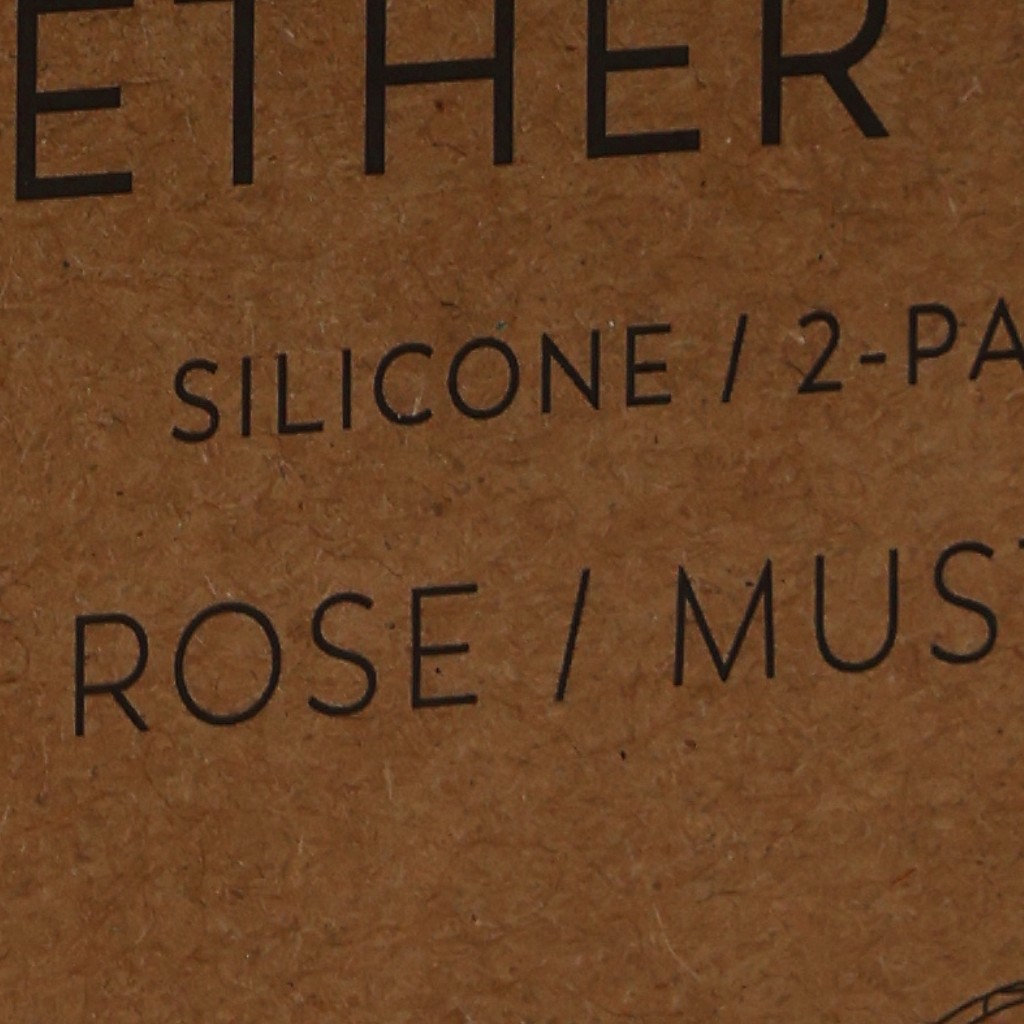 ETHER
SILICONE / 2-PA
ROSE / MUS